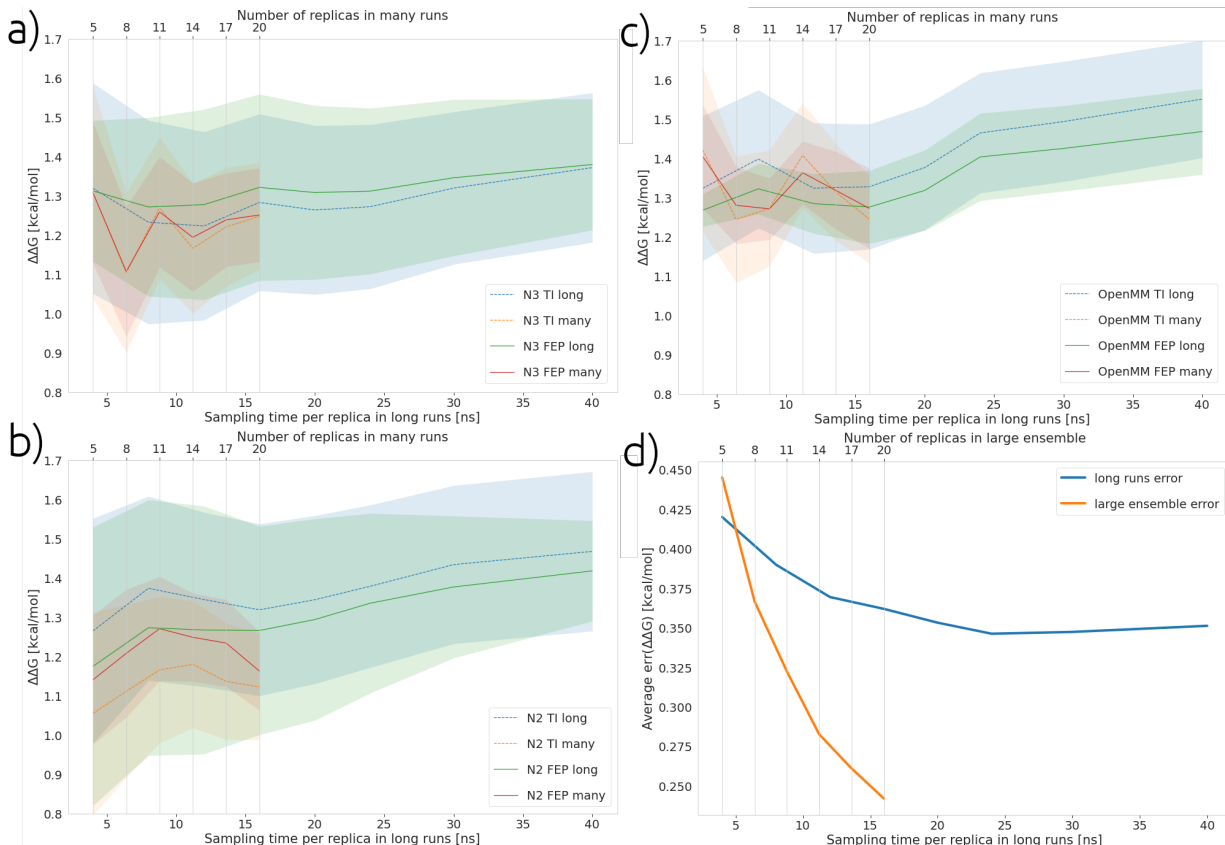 a)
Number of replicas in many runs
5 8 11 14 17 20
1.7
1.6
1.5
1.4
1.3
1.2
1.1
1.0
0.9
0.8
ΔΔG [kcal/mol]
N3 TI long
N3 TI many
N3 FEP long
N3 FEP many
5 10 15 20 25 30 35 40
Sampling time per replica in long runs [ns]
c)
Number of replicas in many runs
5 8 11 14 17 20
1.7
1.6
1.5
1.4
1.3
1.2
1.1
1.0
0.9
0.8
ΔΔG [kcal/mol]
OpenMM TI long
OpenMM TI many
OpenMM FEP long
OpenMM FEP many
5 10 15 20 25 30 35 40
Sampling time per replica in long runs [ns]
b)
Number of replicas in many runs
5 8 11 14 17 20
1.7
1.6
1.5
1.4
1.3
1.2
1.1
1.0
0.9
0.8
ΔΔG [kcal/mol]
N2 TI long
N2 TI many
N2 FEP long
N2 FEP many
5 10 15 20 25 30 35 40
Sampling time per replica in long runs [ns]
d)
Number of replicas in large ensemble
5 8 11 14 17 20
0.450
0.425
0.400
0.375
0.350
0.325
0.300
0.275
0.250
Average err(ΔΔG) [kcal/mol]
long runs error
large ensemble error
5 10 15 20 25 30 35 40
Sampling time per replica in long runs [ns]